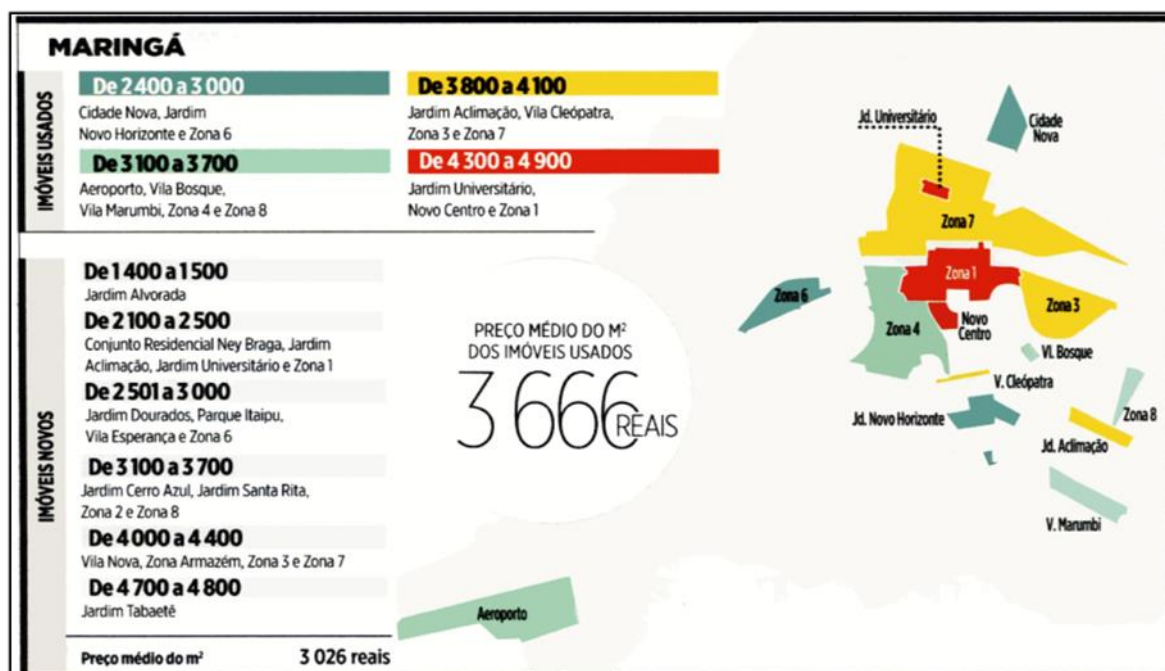 MARINGÁ
IMÓVEIS USADOS
De 2 400 a 3 000
Cidade Nova, Jardim
Novo Horizonte e Zona 6
De 3 100 a 3 700
Aeroporto, Vila Bosque,
Vila Marumbi, Zona 4 e Zona 8
De 3 800 a 4 100
Jardim Aclimação, Vila Cleópatra,
Zona 3 e Zona 7
De 4 300 a 4 900
Jardim Universitário,
Novo Centro e Zona 1
IMÓVEIS NOVOS
De 1 400 a 1 500
Jardim Alvorada
De 2 100 a 2 500
Conjunto Residencial Ney Braga, Jardim
Aclimação, Jardim Universitário e Zona 1
De 2 501 a 3 000
Jardim Dourados, Parque Itaipu,
Vila Esperança e Zona 6
De 3 100 a 3 700
Jardim Cerro Azul, Jardim Santa Rita,
Zona 2 e Zona 8
De 4 000 a 4 400
Vila Nova, Zona Armazém, Zona 3 e Zona 7
De 4 700 a 4 800
Jardim Tabaetê
Preço médio do m² 3 026 reais
PREÇO MÉDIO DO M²
DOS IMÓVEIS USADOS
3 666 REAIS
Jd. Universitário
Cidade
Nova
Zona 7
Zona 1
Zona 6
Zona 3
Zona 4
Novo
Centro
Vl. Bosque
V. Cleópatra
Zona 8
Jd. Novo Horizonte
Jd. Aclimação
V. Marumbi
Aeroporto